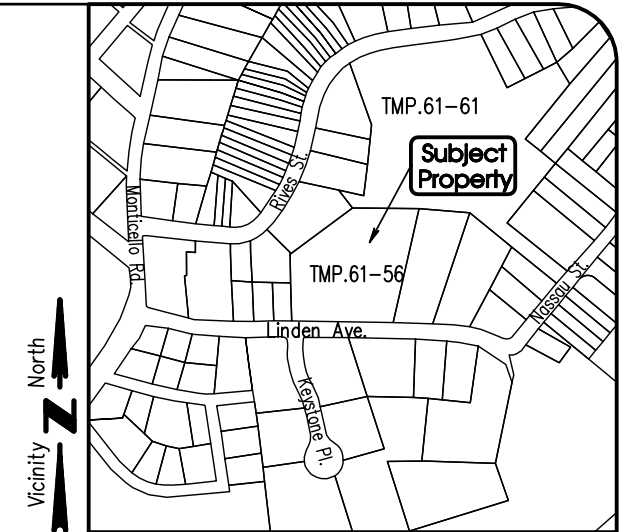 TMP.61-61
Subject
Property
Rives St.
Monticello Rd.
TMP.61-56
Nassau St.
Linden Ave.
Keystone Pl.
Vicinity
North
N